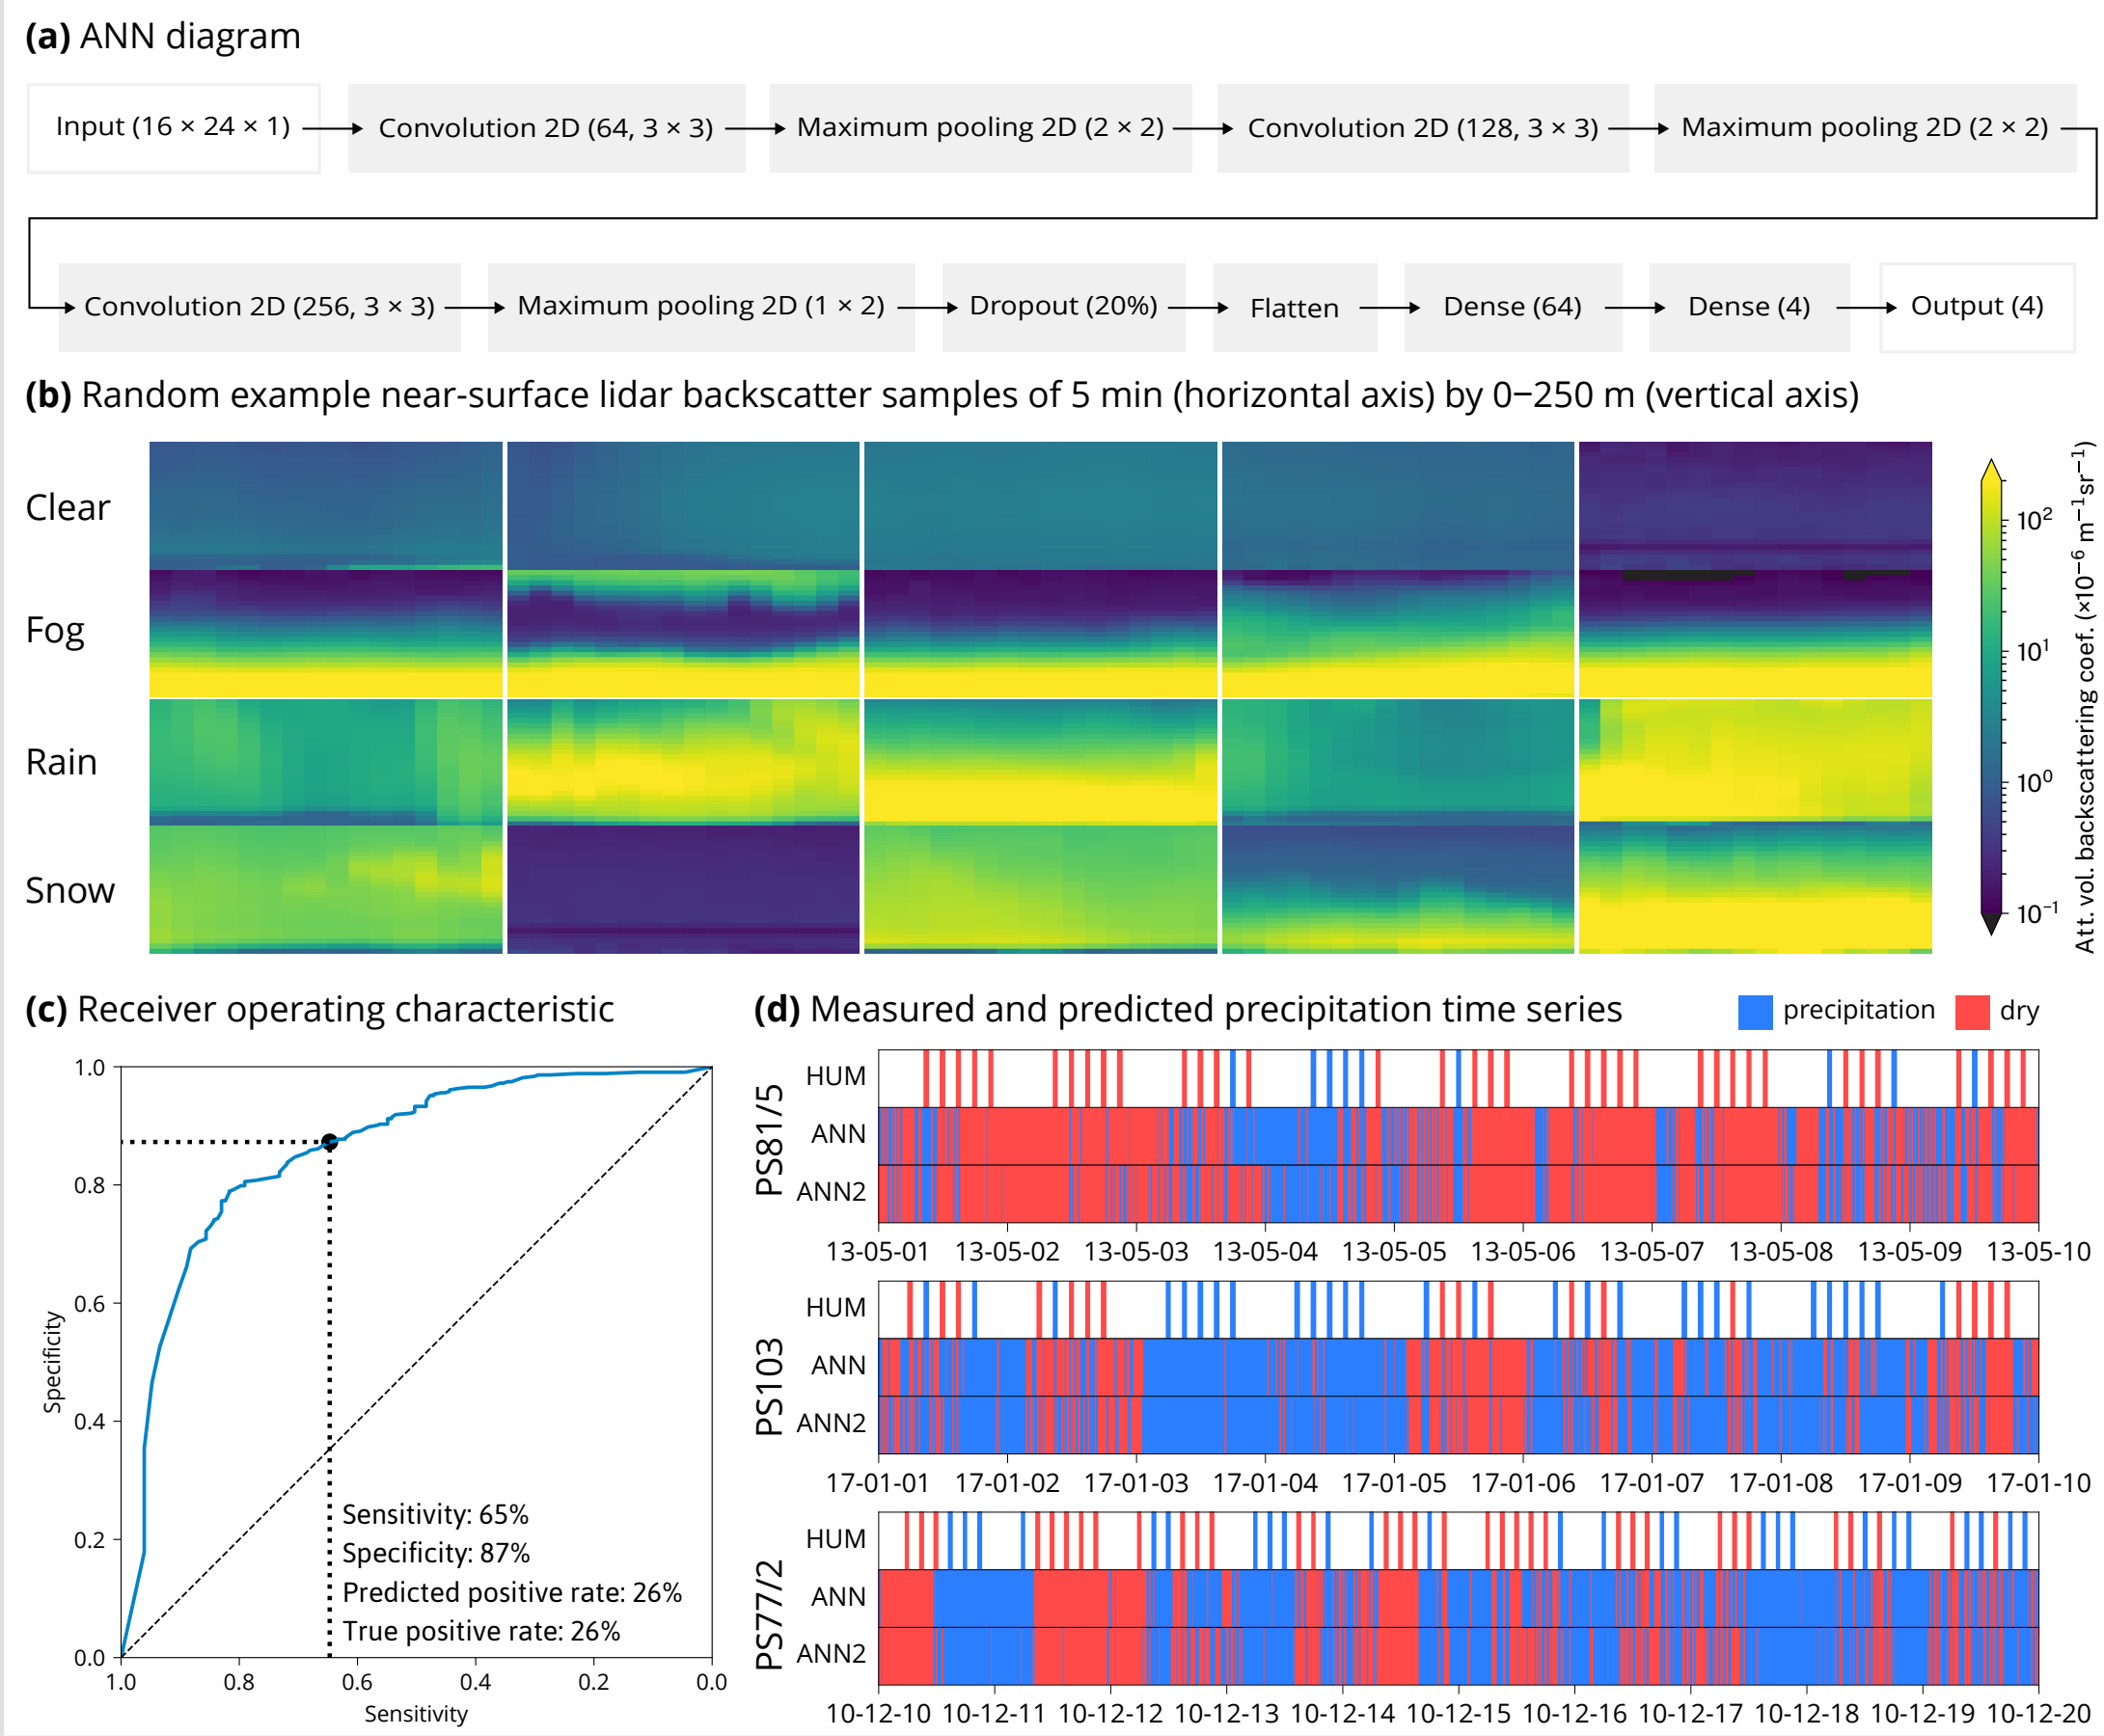 (a) ANN diagram
Input (16 × 24 × 1)
Convolution 2D (64, 3 × 3)
Maximum pooling 2D (2 × 2)
Convolution 2D (128, 3 × 3)
Maximum pooling 2D (2 × 2)
Convolution 2D (256, 3 × 3)
Maximum pooling 2D (1 × 2)
Dropout (20%)
Flatten
Dense (64)
Dense (4)
Output (4)
(b) Random example near-surface lidar backscatter samples of 5 min (horizontal axis) by 0−250 m (vertical axis)
Clear
Fog
Rain
Snow
10²
10¹
10⁰
10⁻¹
Att. vol. backscattering coef. (×10⁻⁶ m⁻¹sr⁻¹)
(c) Receiver operating characteristic
1.0
0.8
0.6
0.4
0.2
0.0
Specificity
Sensitivity: 65%
Specificity: 87%
Predicted positive rate: 26%
True positive rate: 26%
1.0 0.8 0.6 0.4 0.2 0.0
Sensitivity
(d) Measured and predicted precipitation time series
precipitation
dry
PS81/5
HUM
ANN
ANN2
13-05-01 13-05-02 13-05-03 13-05-04 13-05-05 13-05-06 13-05-07 13-05-08 13-05-09 13-05-10
PS103
HUM
ANN
ANN2
17-01-01 17-01-02 17-01-03 17-01-04 17-01-05 17-01-06 17-01-07 17-01-08 17-01-09 17-01-10
PS77/2
HUM
ANN
ANN2
10-12-10 10-12-11 10-12-12 10-12-13 10-12-14 10-12-15 10-12-16 10-12-17 10-12-18 10-12-19 10-12-20